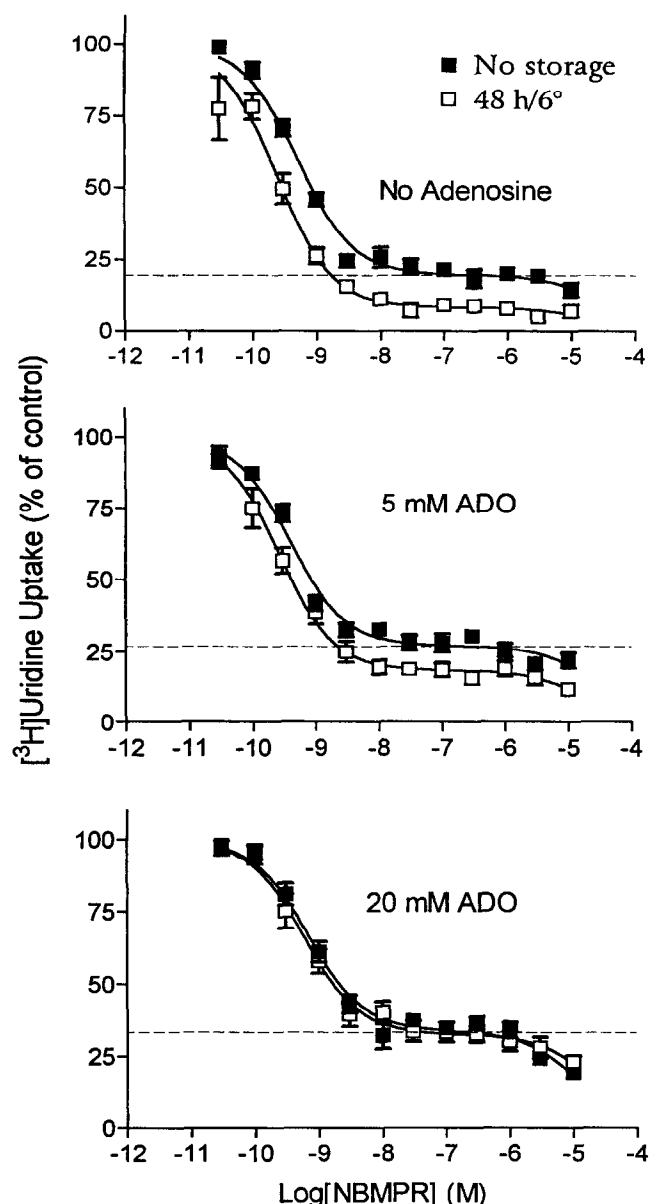 [³H]Uridine Uptake (% of control)
100
75
50
25
0
No storage
48 h/6°
No Adenosine
-12 -11 -10 -9 -8 -7 -6 -5 -4
100
75
50
25
0
5 mM ADO
-12 -11 -10 -9 -8 -7 -6 -5 -4
100
75
50
25
0
20 mM ADO
-12 -11 -10 -9 -8 -7 -6 -5 -4
Log[NBMPR] (M)